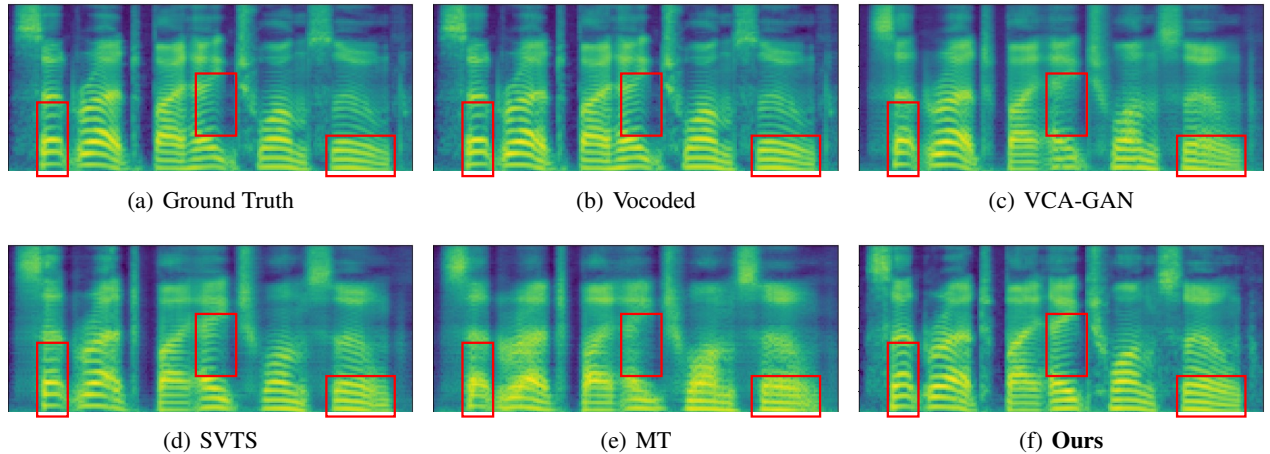 (a) Ground Truth
(b) Vocoded
(c) VCA-GAN
(d) SVTS
(e) MT
(f) Ours